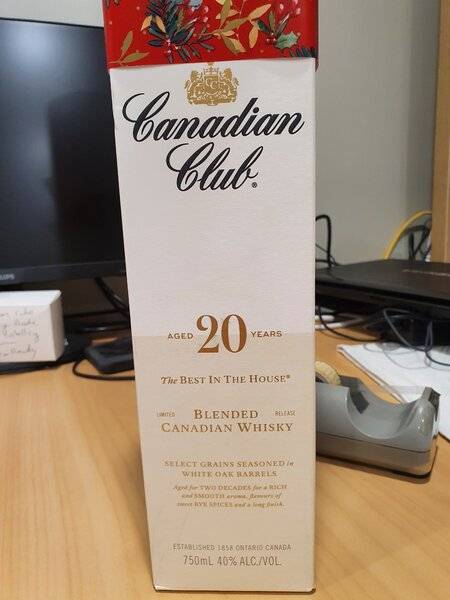 Canadian
Club®
AGED 20 YEARS
The BEST IN THE HOUSE®
LIMITED BLENDED RELEASE
CANADIAN WHISKY
SELECT GRAINS SEASONED in
WHITE OAK BARRELS
Aged for TWO DECADES for a RICH
and SMOOTH aroma, flavours of
sweet RYE SPICES and a long finish.
ESTABLISHED 1858 ONTARIO CANADA
750mL 40% ALC./VOL.